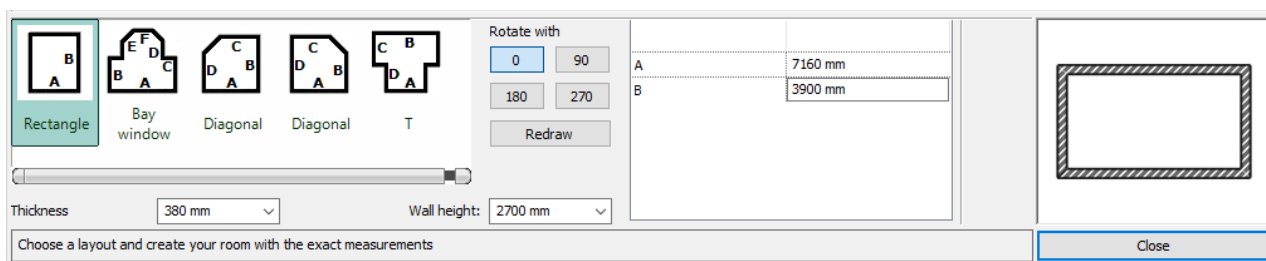 B
A
Rectangle
E F D
B A C
Bay
window
C
D B
A
Diagonal
C
D B
A
Diagonal
C B
D
A
T
Rotate with
0 90
180 270
Redraw
A 7160 mm
B 3900 mm
Thickness 380 mm Wall height: 2700 mm
Choose a layout and create your room with the exact measurements
Close